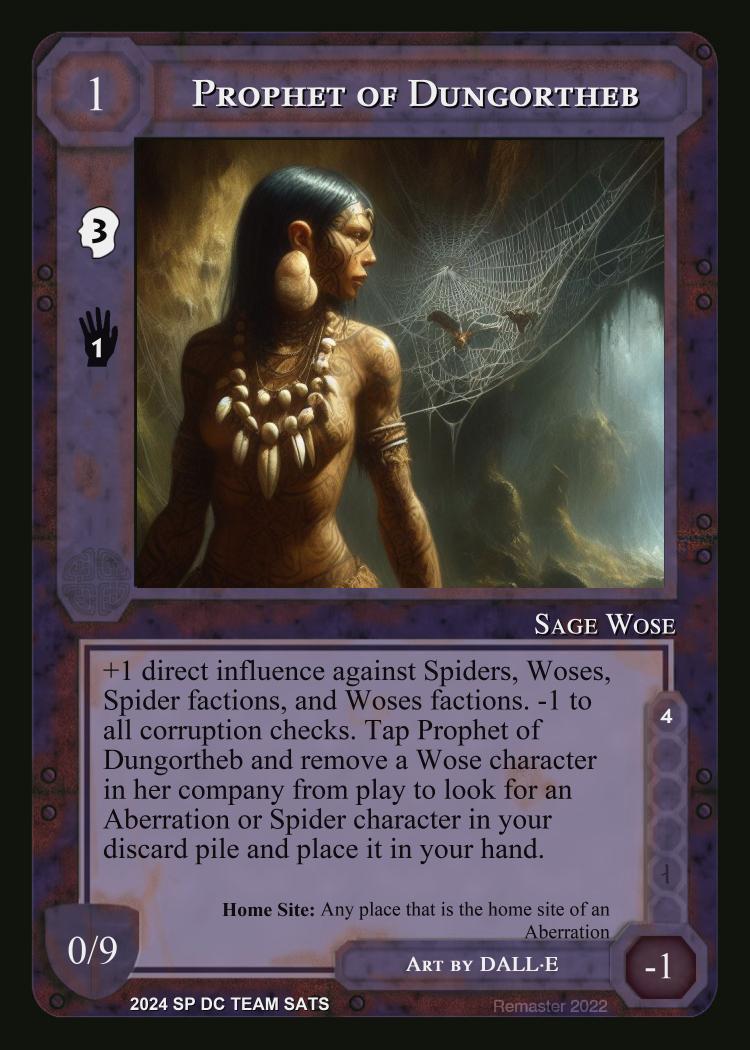 1
Prophet of Dungortheb
3
1
Sage Wose
+1 direct influence against Spiders, Woses,
Spider factions, and Woses factions. -1 to
all corruption checks. Tap Prophet of
Dungortheb and remove a Wose character
in her company from play to look for an
Aberration or Spider character in your
discard pile and place it in your hand.
4
Home Site: Any place that is the home site of an
Aberration
0/9
Art by DALL·E
-1
2024 SP DC TEAM SATS
Remaster 2022